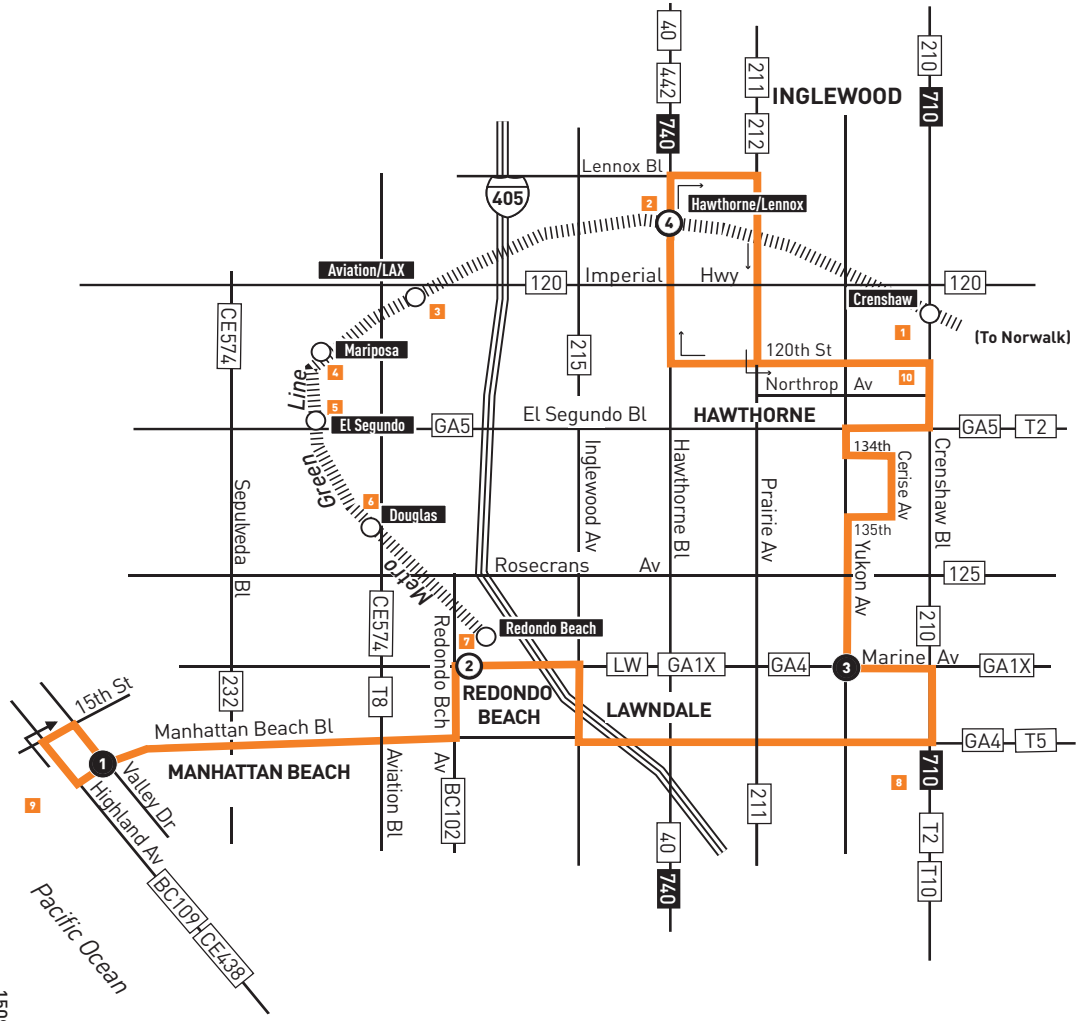 40
442
740
211
212
INGLEWOOD
210
710
Lennox Bl
405
2
Hawthorne/Lennox
4
Aviation/LAX
120
Imperial
Hwy
120
3
Crenshaw
1
(To Norwalk)
CE574
Mariposa
4
215
120th St
10
Northrop Av
Line
5
El Segundo
GA5
El Segundo Bl
HAWTHORNE
GA5
T2
134th
Cerise Av
Crenshaw Bl
Sepulveda Bl
Green
6
Douglas
Inglewood Av
Hawthorne Bl
Prairie Av
135th
Yukon Av
Metro
Rosecrans Av
125
CE574
Redondo Bch Av
7
Redondo Beach
210
2
LW
GA1X
GA4
3
Marine Av
GA1X
232
T8
REDONDO
BEACH
LAWNDALE
15th St
Manhattan Beach Bl
GA4
T5
1
MANHATTAN BEACH
Valley Dr
Aviation Bl
BC102
211
8
710
9
Highland Av
40
740
T2
T10
BC109-CE438
Pacific Ocean